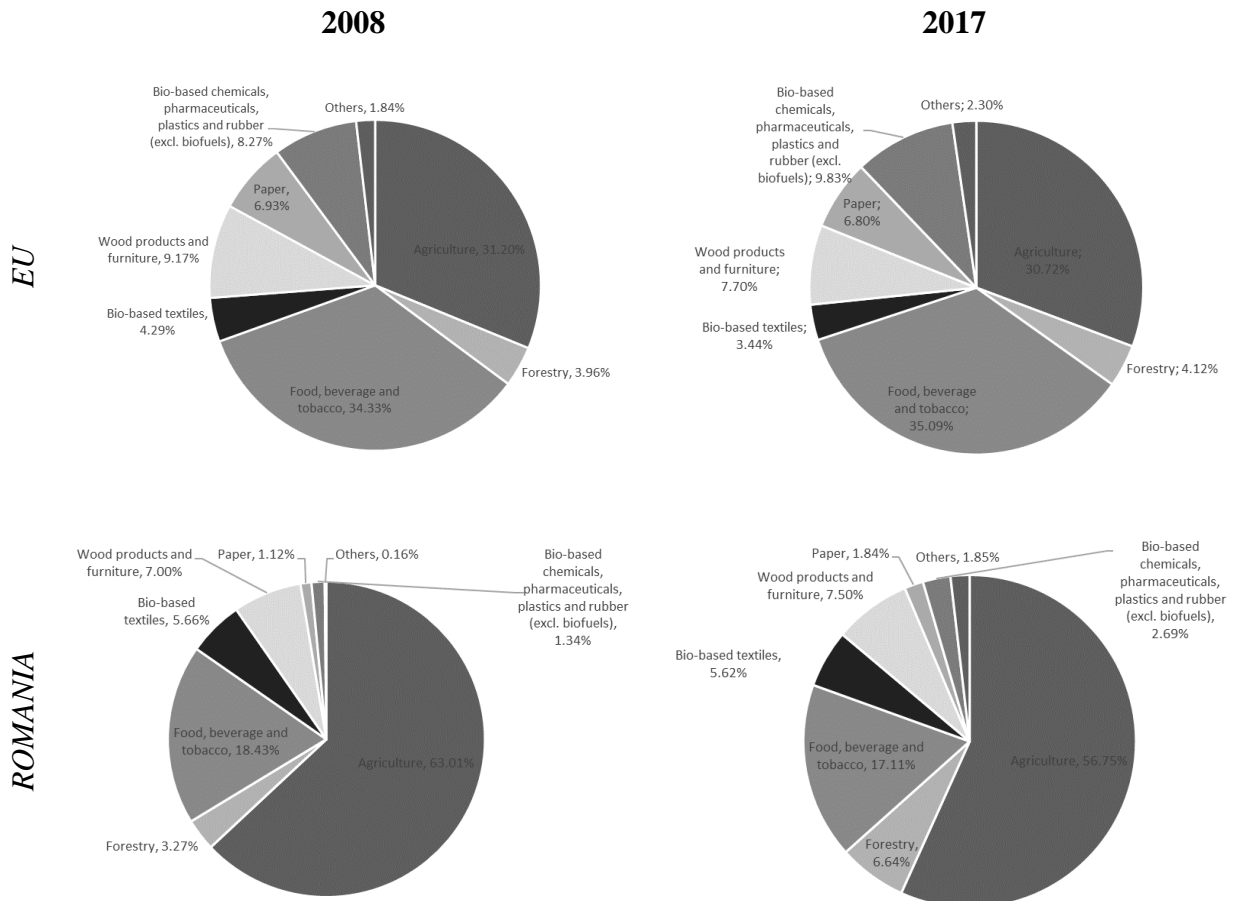 2008
2017
EU
Bio-based chemicals,
pharmaceuticals,
plastics and rubber
(excl. biofuels), 8.27%
Others, 1.84%
Paper,
6.93%
Agriculture, 31.20%
Wood products and
furniture, 9.17%
Bio-based textiles,
4.29%
Forestry, 3.96%
Food, beverage and
tobacco, 34.33%
Bio-based
chemicals,
pharmaceuticals,
plastics and
rubber (excl.
biofuels); 9.83%
Others; 2.30%
Paper;
6.80%
Agriculture;
30.72%
Wood products
and furniture;
7.70%
Bio-based textiles;
3.44%
Forestry; 4.12%
Food, beverage
and tobacco;
35.09%
ROMANIA
Wood products and
furniture, 7.00%
Paper, 1.12%
Others, 0.16%
Bio-based
chemicals,
pharmaceuticals,
plastics and rubber
(excl. biofuels),
1.34%
Bio-based
textiles, 5.66%
Food, beverage and
tobacco, 18.43%
Agriculture, 63.01%
Forestry, 3.27%
Paper, 1.84%
Others, 1.85%
Bio-based
chemicals,
pharmaceuticals,
plastics and rubber
(excl. biofuels),
2.69%
Wood products and
furniture, 7.50%
Bio-based textiles,
5.62%
Food, beverage and
tobacco, 17.11%
Agriculture, 56.75%
Forestry,
6.64%